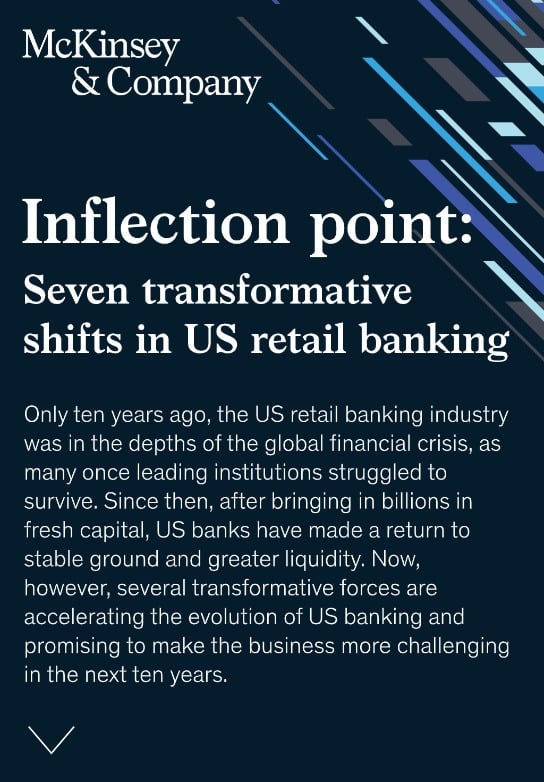 McKinsey
& Company
Inflection point:
Seven transformative
shifts in US retail banking
Only ten years ago, the US retail banking industry
was in the depths of the global financial crisis, as
many once leading institutions struggled to
survive. Since then, after bringing in billions in
fresh capital, US banks have made a return to
stable ground and greater liquidity. Now,
however, several transformative forces are
accelerating the evolution of US banking and
promising to make the business more challenging
in the next ten years.